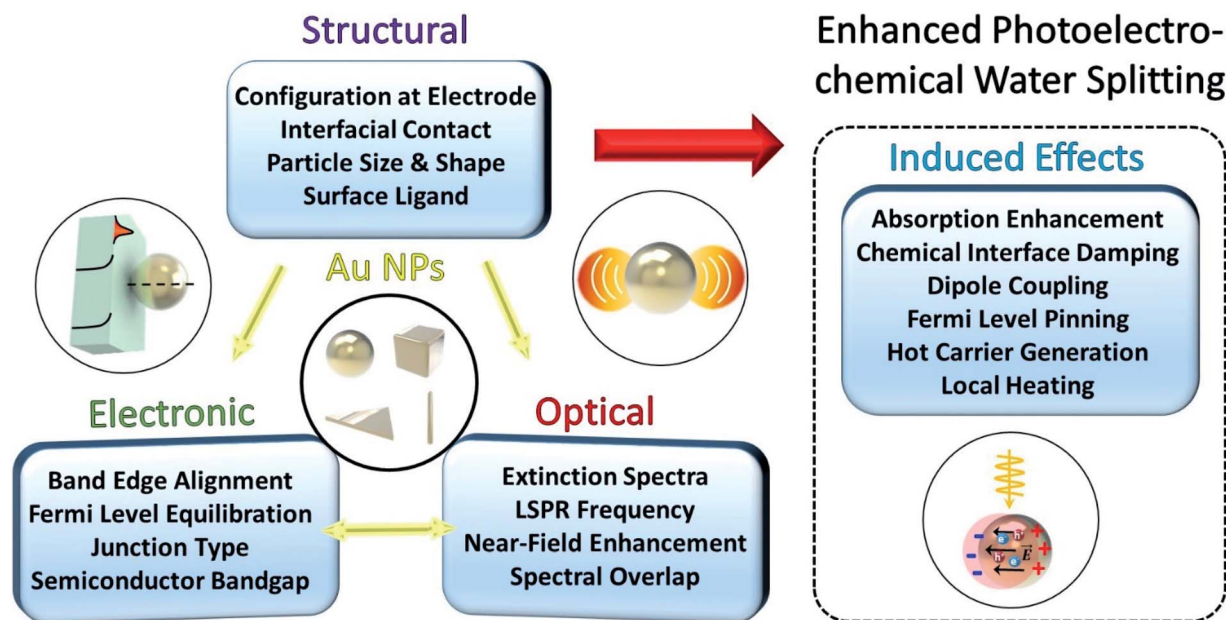 Structural
Configuration at Electrode
Interfacial Contact
Particle Size & Shape
Surface Ligand
Au NPs
Electronic
Band Edge Alignment
Fermi Level Equilibration
Junction Type
Semiconductor Bandgap
Optical
Extinction Spectra
LSPR Frequency
Near-Field Enhancement
Spectral Overlap
Enhanced Photoelectro-
chemical Water Splitting
Induced Effects
Absorption Enhancement
Chemical Interface Damping
Dipole Coupling
Fermi Level Pinning
Hot Carrier Generation
Local Heating
- e⁻ h⁺ +
- h⁺ e⁻ E⃗ +
- +